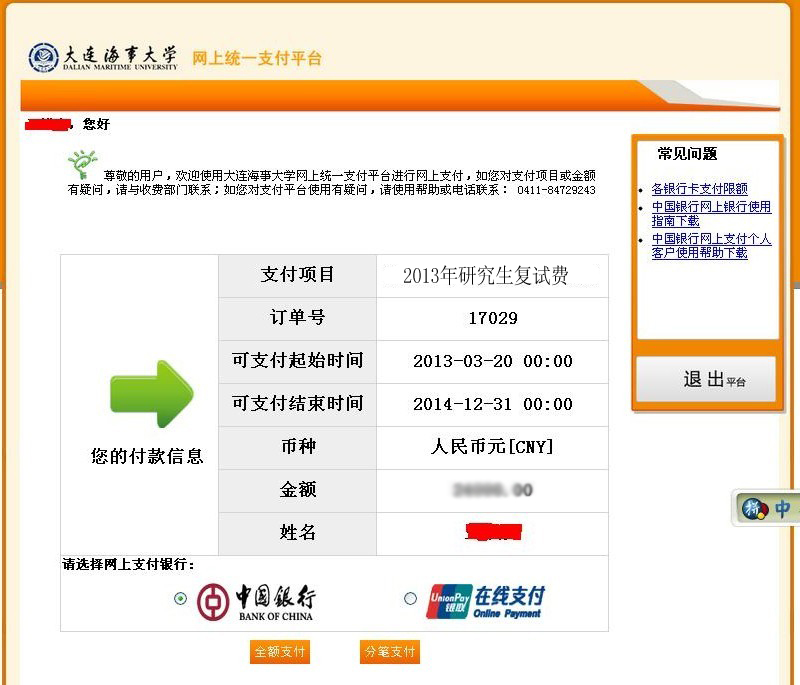 大连海事大学 网上统一支付平台
DALIAN MARITIME UNIVERSITY
，您好
尊敬的用户，欢迎使用大连海事大学网上统一支付平台进行网上支付，如您对支付项目或金额
有疑问，请与收费部门联系；如您对支付平台使用有疑问，请使用帮助或电话联系： 0411-84729243
常见问题
各银行卡支付限额
中国银行网上银行使用
指南下载
中国银行网上支付个人
客户使用帮助下载
退出平台
您的付款信息
支付项目 2013年研究生复试费
订单号 17029
可支付起始时间 2013-03-20 00:00
可支付结束时间 2014-12-31 00:00
币种 人民币元[CNY]
金额
姓名
请选择网上支付银行：
中国银行
BANK OF CHINA
UnionPay
银联
在线支付
Online Payment
全额支付 分笔支付
中